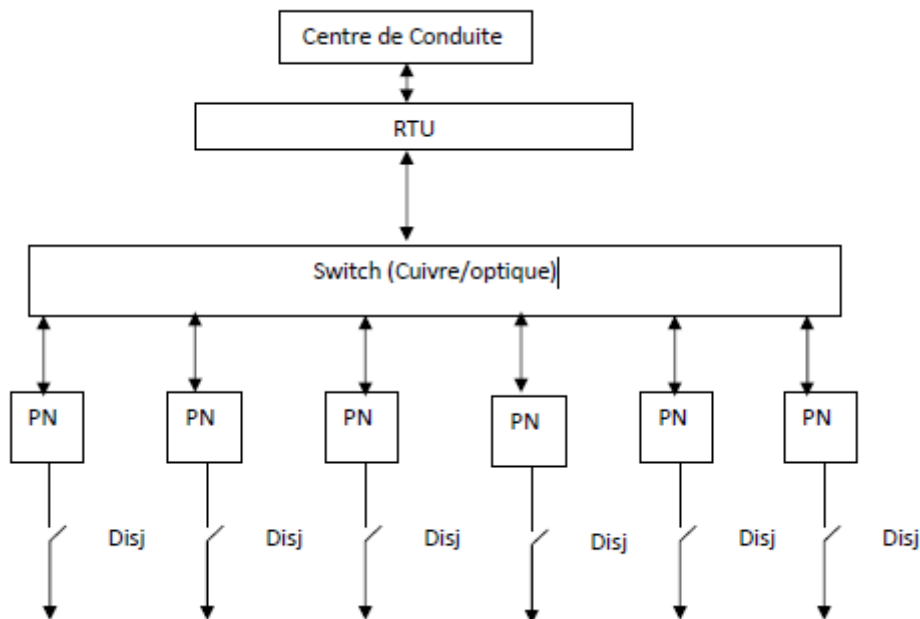 Centre de Conduite
RTU
Switch (Cuivre/optique)
PN PN PN PN PN PN
Disj Disj Disj Disj Disj Disj